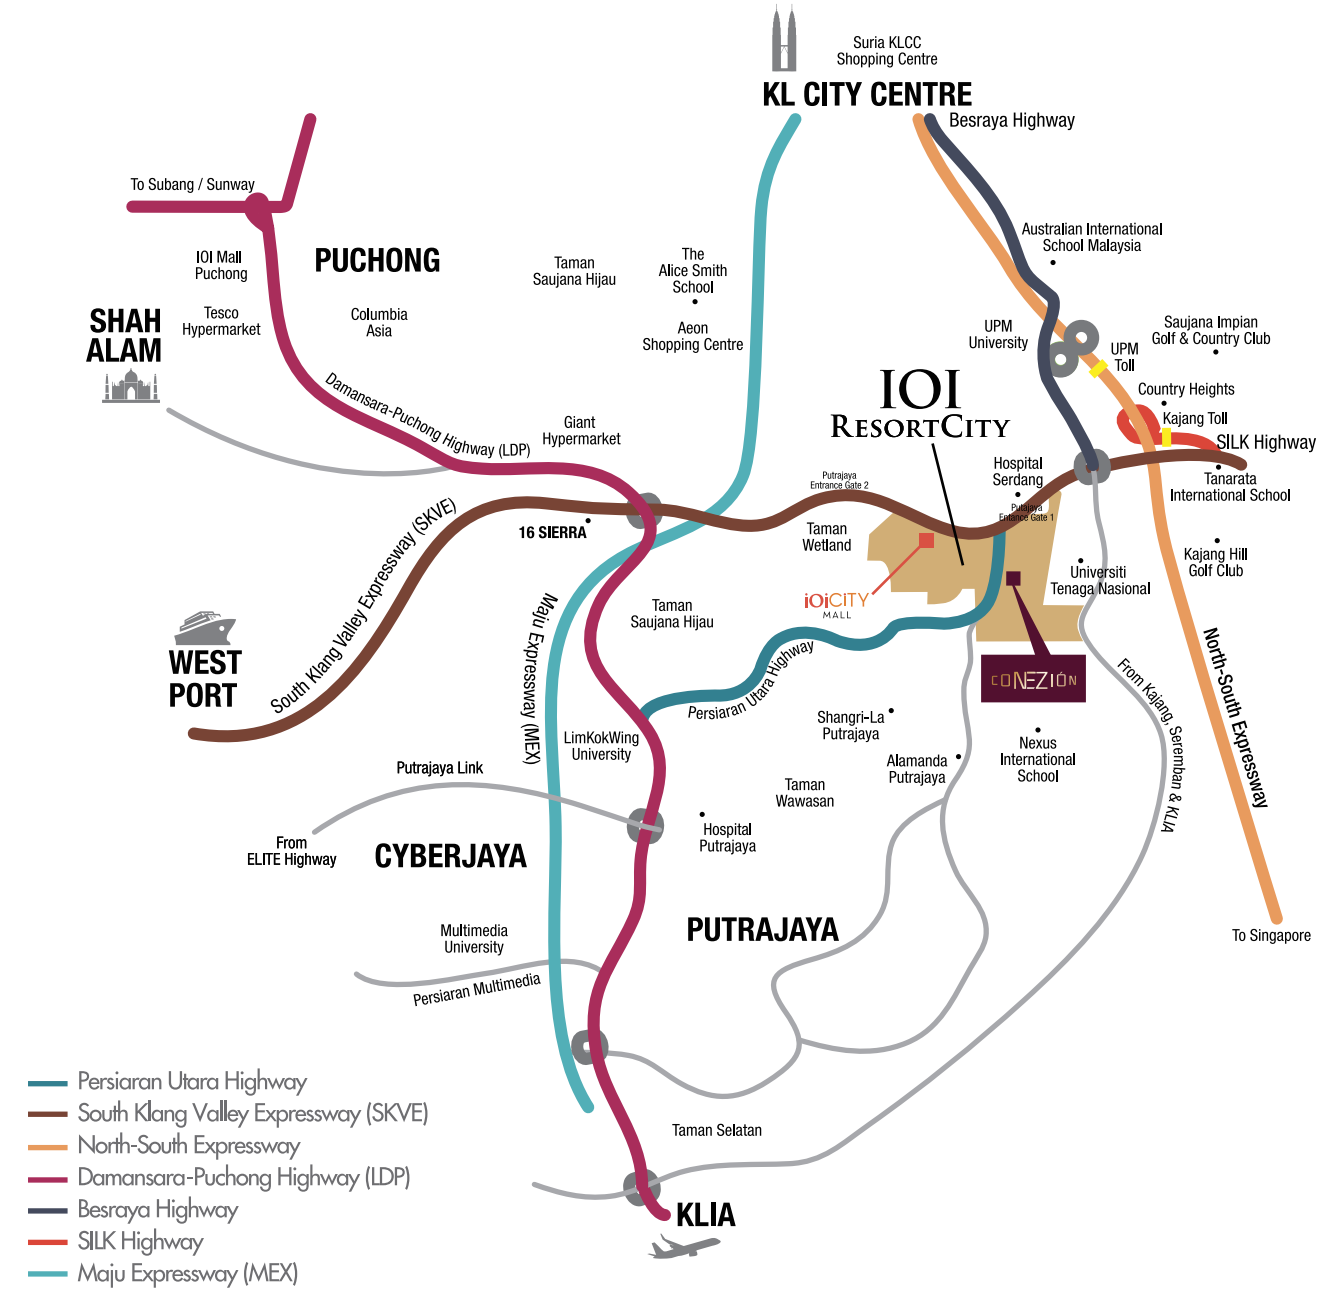 Suria KLCC
Shopping Centre
KL CITY CENTRE
Besraya Highway
To Subang / Sunway
IOI Mall
Puchong
PUCHONG
Taman
Saujana Hijau
The
Alice Smith
School
Australian International
School Malaysia
SHAH
ALAM
Tesco
Hypermarket
Columbia
Asia
Aeon
Shopping Centre
UPM
University
UPM
Toll
Saujana Impian
Golf & Country Club
IOI
RESORTCITY
Country Heights
Kajang Toll
SILK Highway
Damansara-Puchong Highway (LDP)
Giant
Hypermarket
Putrajaya
Entrance Gate 2
Hospital
Serdang
Putrajaya
Entance Gate 1
Tanarata
International School
South Klang Valley Expressway (SKVE)
16 SIERRA
Taman
Wetland
Kajang Hill
Golf Club
Universiti
Tenaga Nasional
iOiCITY
MALL
Maju Expressway (MEX)
Taman
Saujana Hijau
WEST
PORT
Persiaran Utara Highway
CONEZIÓN
From Kajang, Seremban & KLIA
North-South Expressway
LimKokWing
University
Shangri-La
Putrajaya
Alamanda
Putrajaya
Nexus
International
School
Putrajaya Link
Taman
Wawasan
From
ELITE Highway
CYBERJAYA
Hospital
Putrajaya
Multimedia
University
PUTRAJAYA
To Singapore
Persiaran Multimedia
Taman Selatan
KLIA
Persiaran Utara Highway
South Klang Valley Expressway (SKVE)
North-South Expressway
Damansara-Puchong Highway (LDP)
Besraya Highway
SILK Highway
Maju Expressway (MEX)